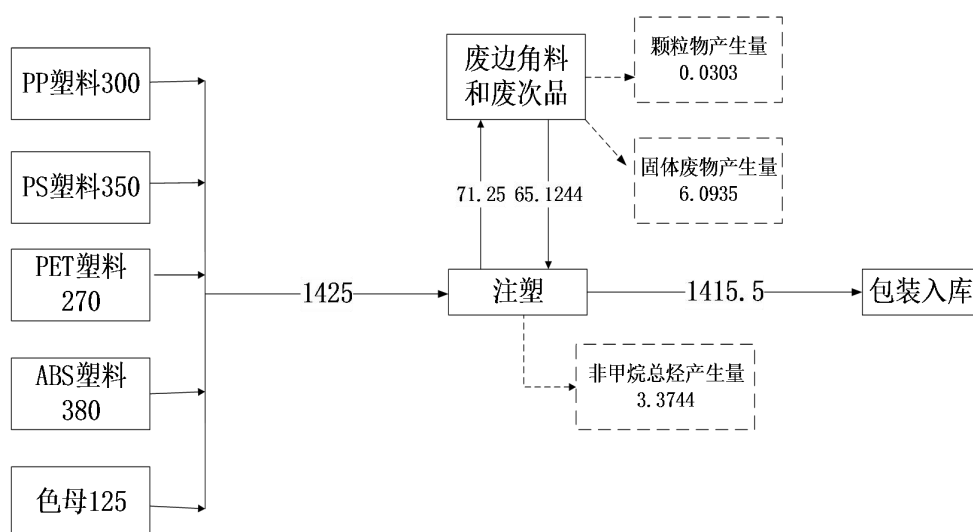 PP塑料300
PS塑料350
PET塑料
270
ABS塑料
380
色母125
1425
废边角料
和废次品
71.25
65.1244
注塑
颗粒物产生量
0.0303
固体废物产生量
6.0935
1415.5
包装入库
非甲烷总烃产生量
3.3744